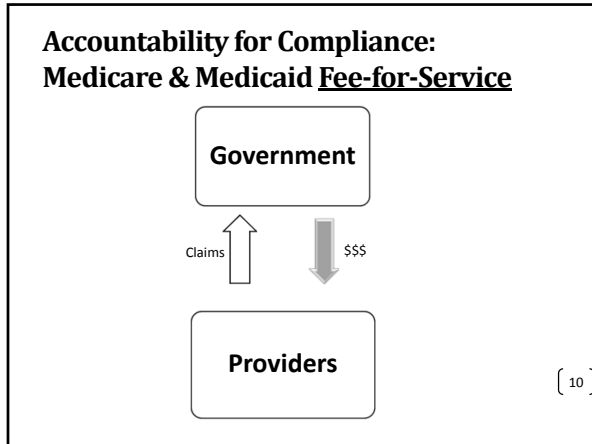 Accountability for Compliance:
Medicare & Medicaid Fee-for-Service
Government
Claims
$$$
Providers
10